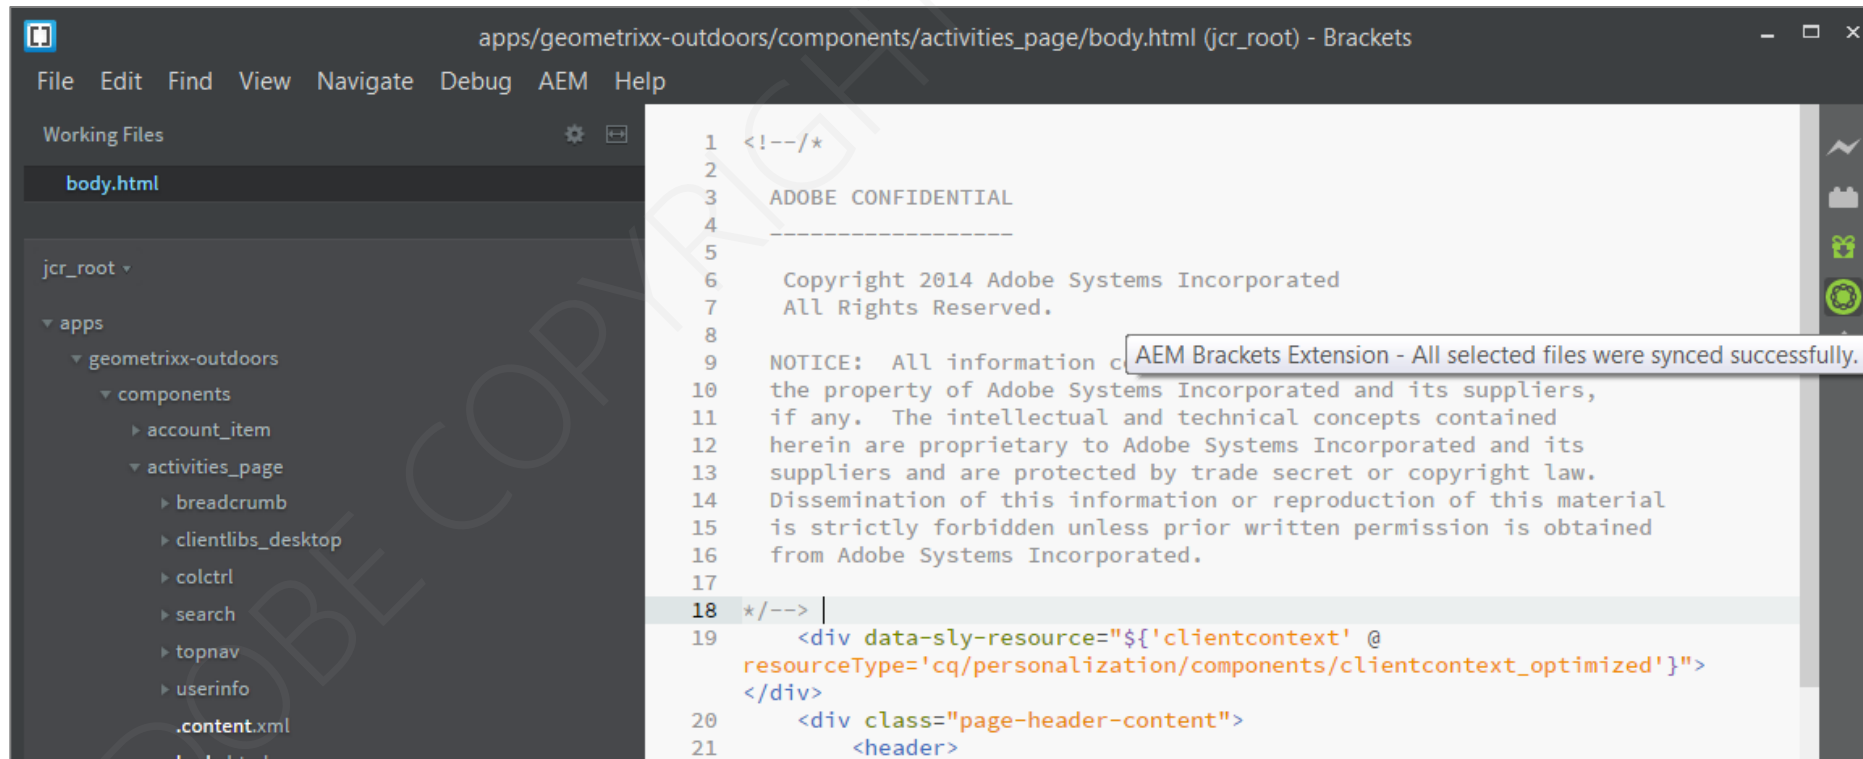 apps/geometrixx-outdoors/components/activities_page/body.html (jcr_root) - Brackets
File Edit Find View Navigate Debug AEM Help
Working Files
body.html
jcr_root
apps
geometrixx-outdoors
components
account_item
activities_page
breadcrumb
clientlibs_desktop
colctrl
search
topnav
userinfo
.content.xml
1 <!--/*
2
3 ADOBE CONFIDENTIAL
4 __________________
5
6 Copyright 2014 Adobe Systems Incorporated
7 All Rights Reserved.
8
9 NOTICE: All information
AEM Brackets Extension - All selected files were synced successfully.
10 the property of Adobe Systems Incorporated and its suppliers,
11 if any. The intellectual and technical concepts contained
12 herein are proprietary to Adobe Systems Incorporated and its
13 suppliers and are protected by trade secret or copyright law.
14 Dissemination of this information or reproduction of this material
15 is strictly forbidden unless prior written permission is obtained
16 from Adobe Systems Incorporated.
17
18 */-->
19 <div data-sly-resource="${'clientcontext' @
resourceType='cq/personalization/components/clientcontext_optimized'}">
</div>
20 <div class="page-header-content">
21 <header>
OBE COPYRIGH